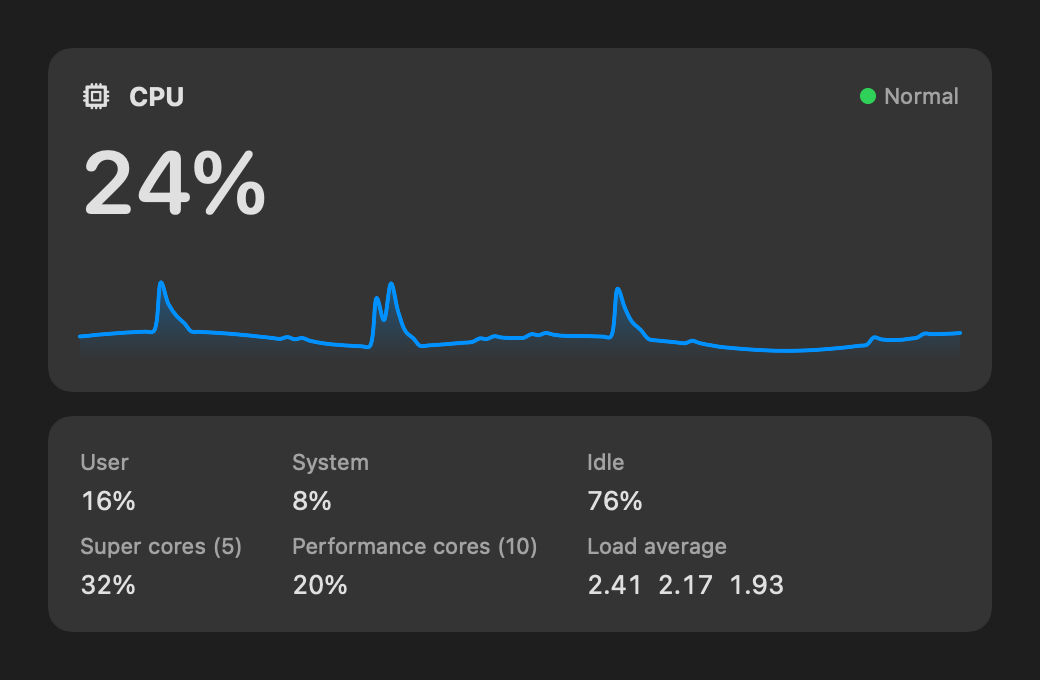 CPU
Normal
24%
User System Idle
16% 8% 76%
Super cores (5) Performance cores (10) Load average
32% 20% 2.41 2.17 1.93